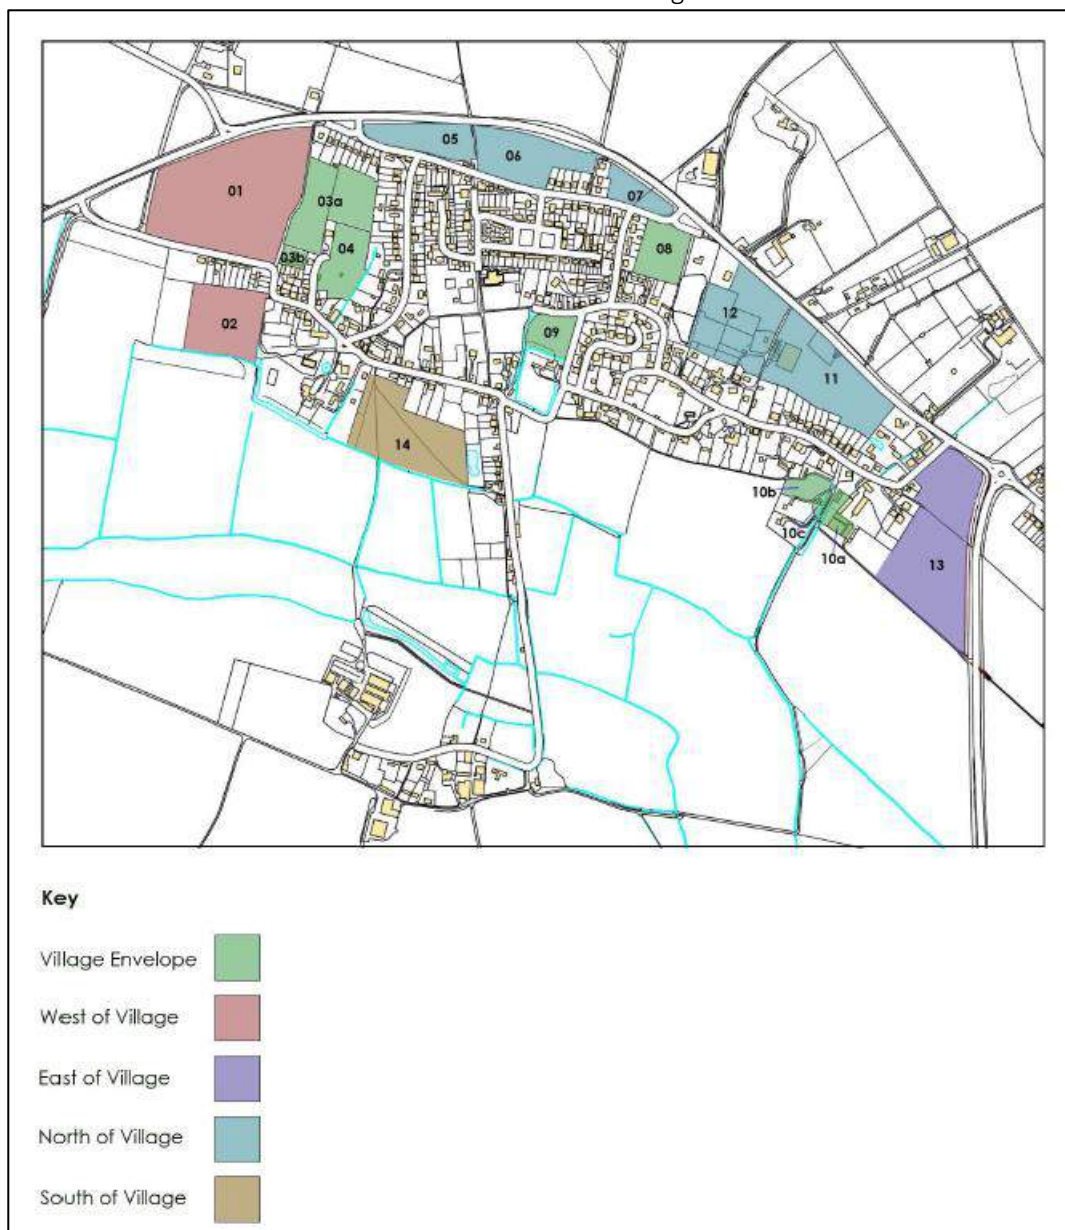 05
06
01
03a
07
04
08
03b
12
02
09
11
14
10b
10c
10a
13
Key
Village Envelope
West of Village
East of Village
North of Village
South of Village